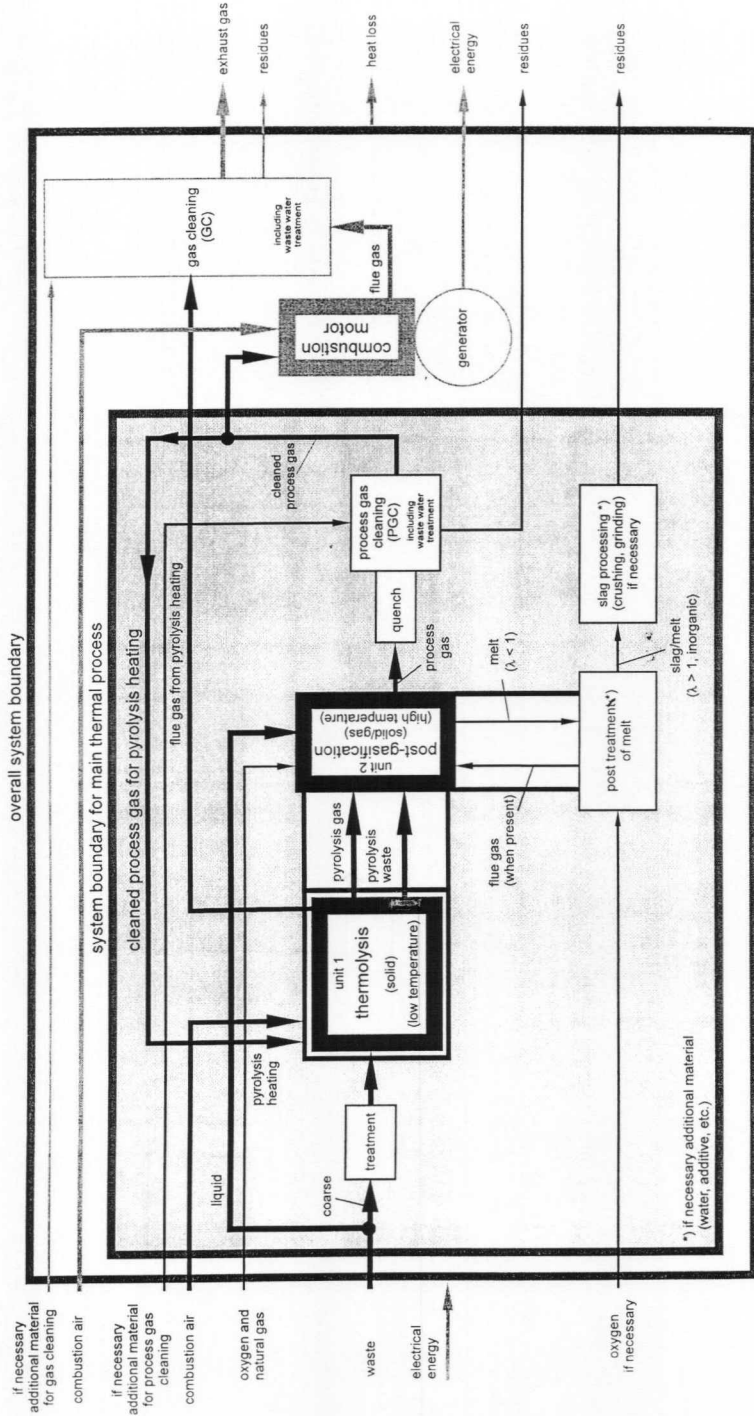 overall system boundary
system boundary for main thermal process
cleaned process gas for pyrolysis heating
flue gas from pyrolysis heating
if necessary
additional material
for gas cleaning
combustion air
if necessary
additional material
for process gas
cleaning
combustion air
oxygen and
natural gas
waste
electrical
energy
oxygen
if necessary
liquid
coarse
treatment
pyrolysis
heating
unit 1
thermolysis
(solid)
(low temperature)
pyrolysis gas
pyrolysis
waste
unit 2
post-gasification
(solid/gas)
(high temperature)
process
gas
quench
process gas
cleaning
(PGC)
including
waste water
treatment
cleaned
process gas
combustion
motor
generator
flue gas
gas cleaning
(GC)
including
waste water
treatment
flue gas
(when present)
melt
(λ < 1)
post treatment*)
of melt
slag/melt
(λ > 1, inorganic)
slag processing *)
(crushing, grinding)
if necessary
*) if necessary additional material
(water, additive, etc.)
exhaust gas
residues
heat loss
electrical
energy
residues
residues